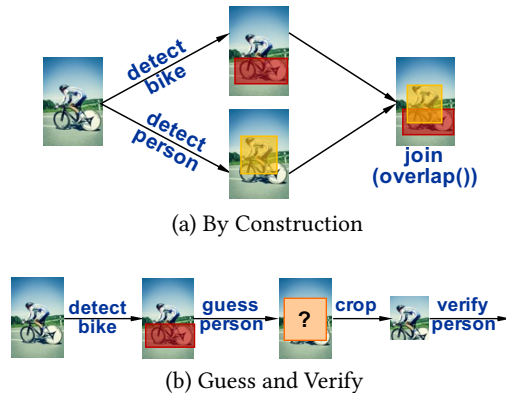 detect
bike
detect
person
join
(overlap())
(a) By Construction
detect
bike
guess
person
?
crop
verify
person
(b) Guess and Verify